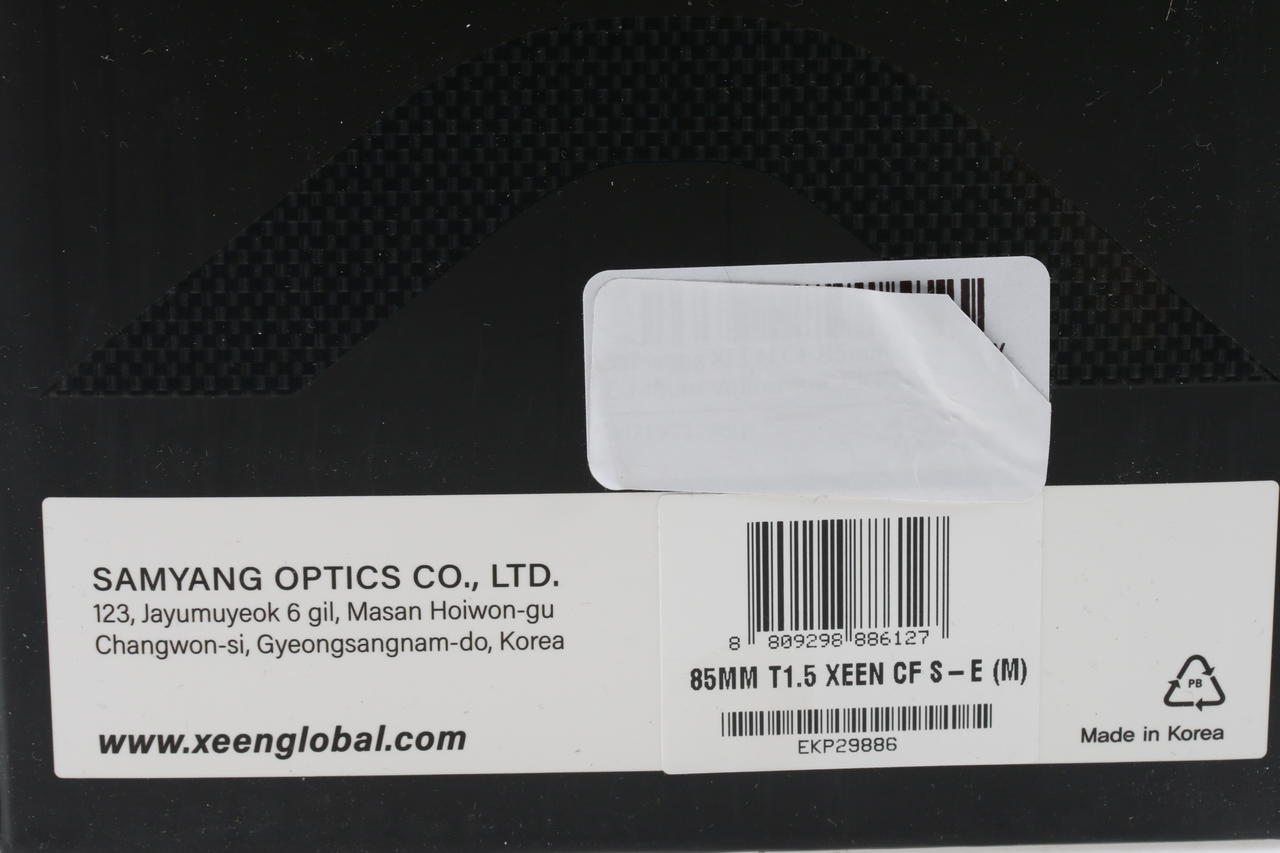 SAMYANG OPTICS CO., LTD.
123, Jayumuyeok 6 gil, Masan Hoiwon-gu
Changwon-si, Gyeongsangnam-do, Korea
www.xeenglobal.com
8 809298 886127
85MM T1.5 XEEN CF S-E (M)
EKP29886
PB
Made in Korea